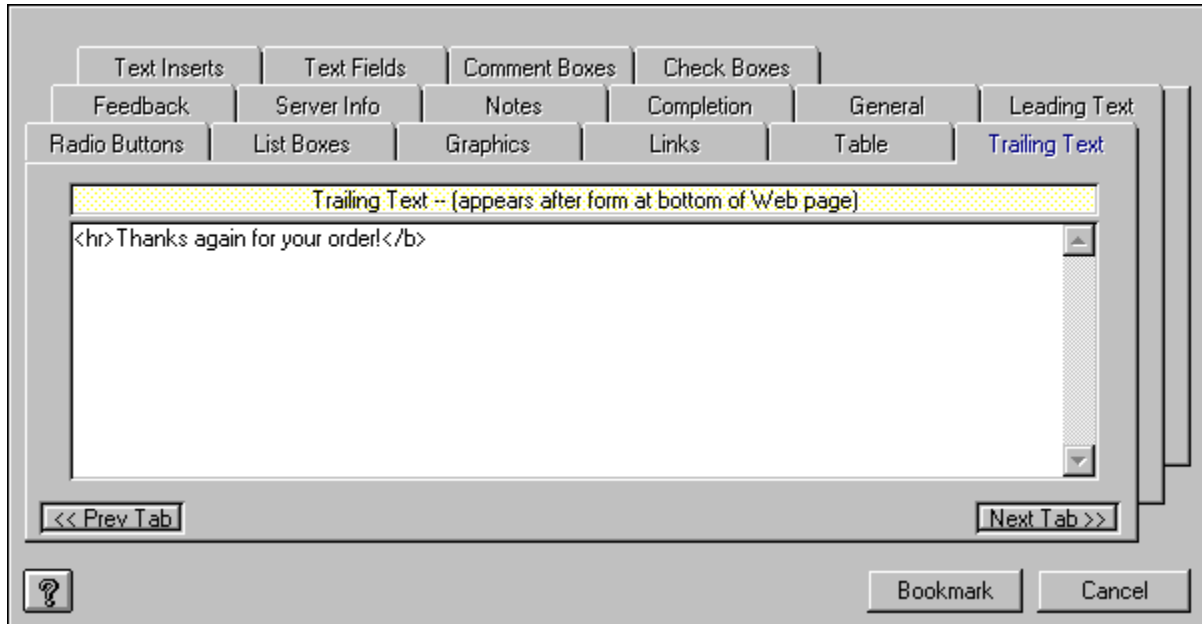 Text Inserts Text Fields Comment Boxes Check Boxes
Feedback Server Info Notes Completion General Leading Text
Radio Buttons List Boxes Graphics Links Table Trailing Text
Trailing Text -- (appears after form at bottom of Web page)
<hr>Thanks again for your order!</b>
<< Prev Tab Next Tab >>
? Bookmark Cancel